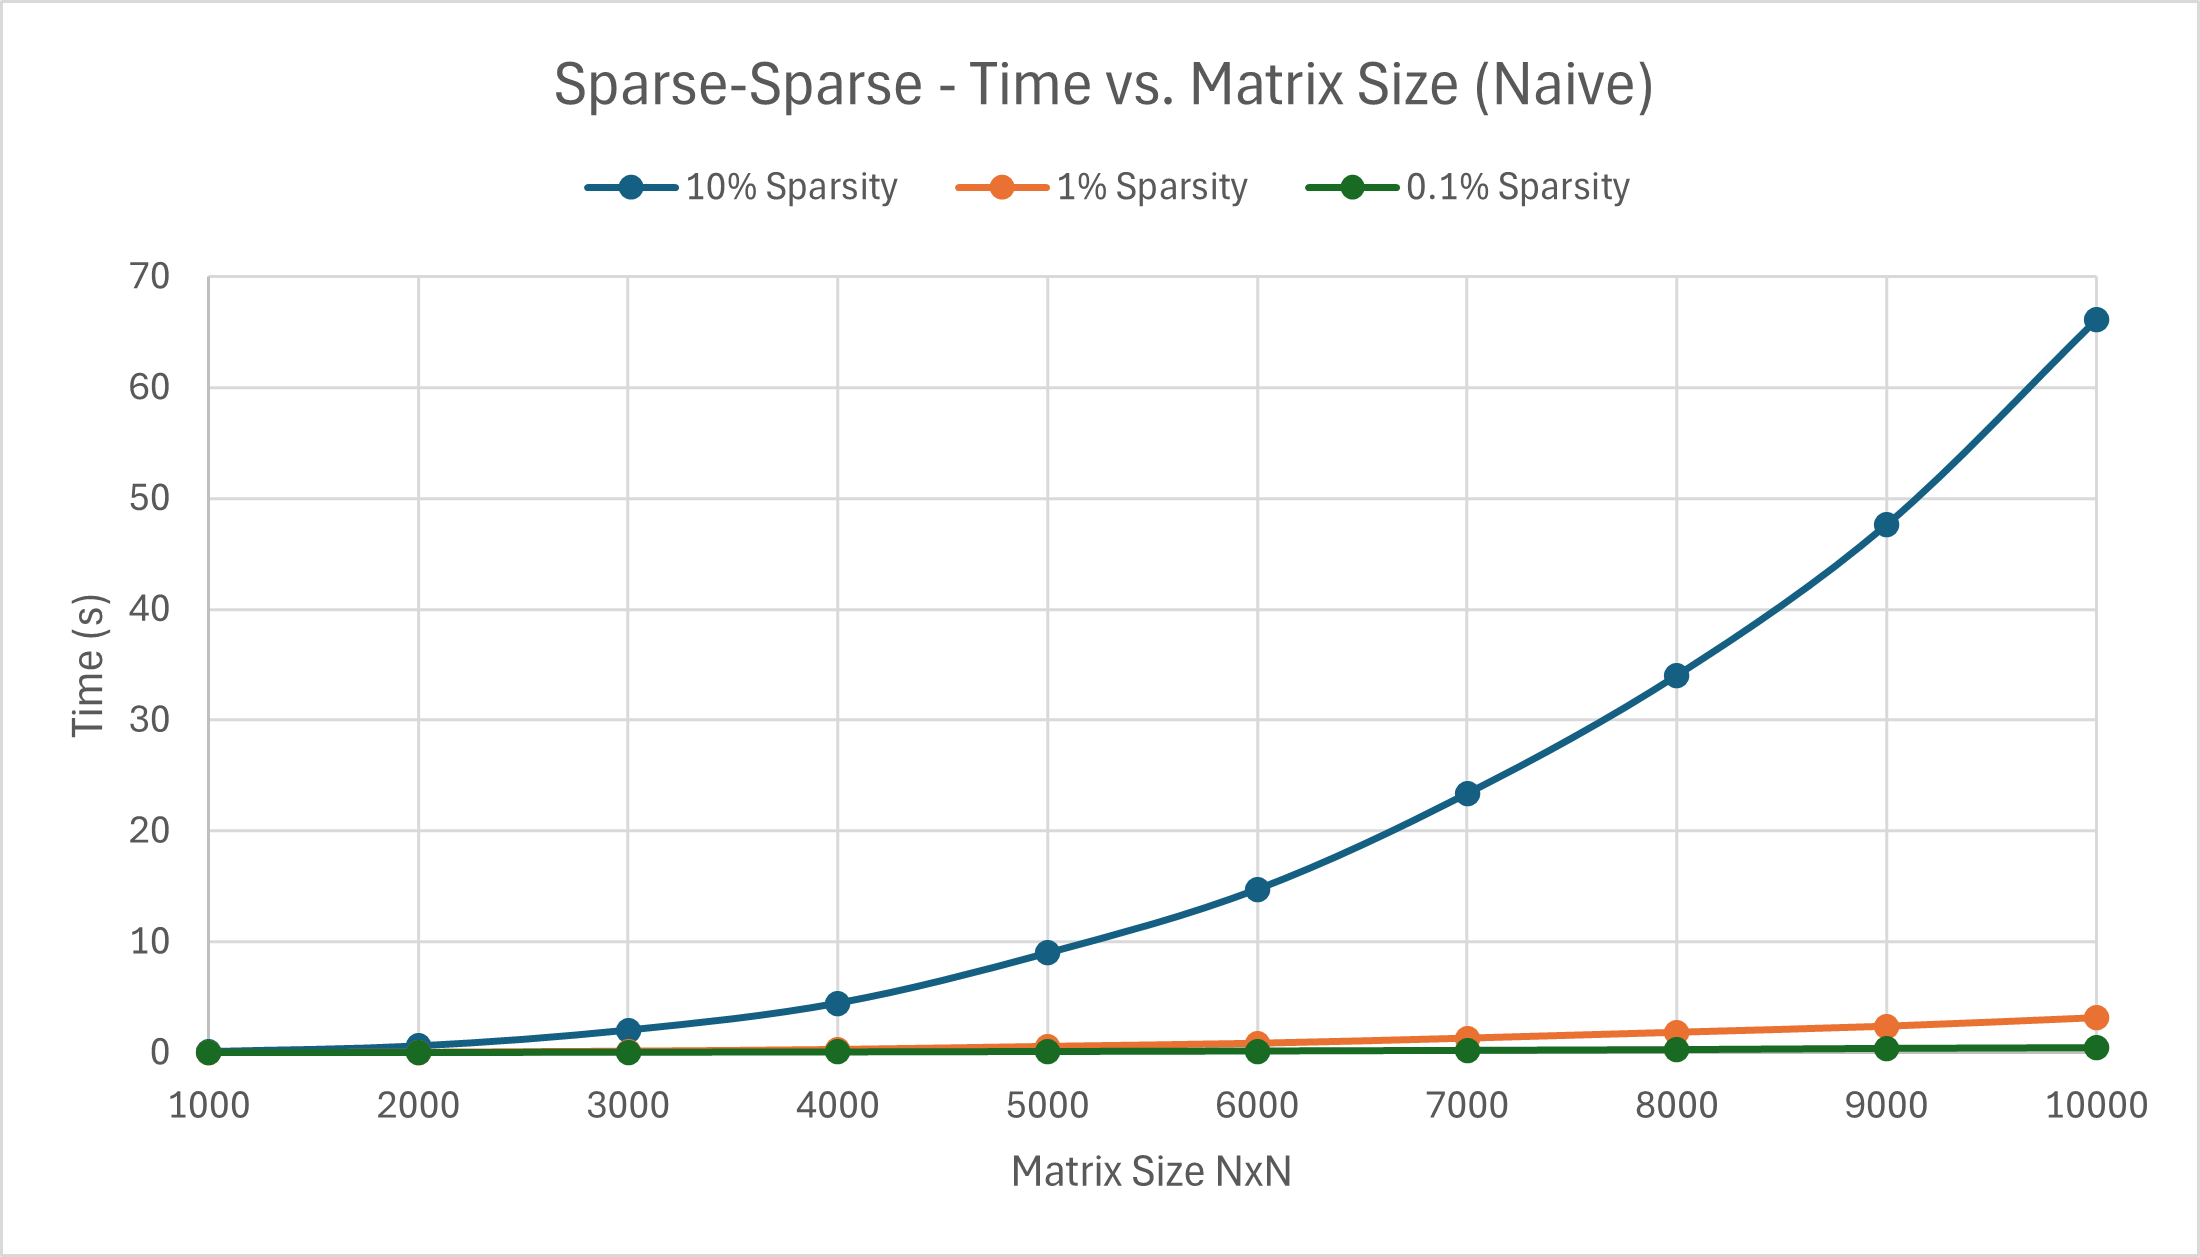 Sparse-Sparse - Time vs. Matrix Size (Naive)
10% Sparsity 1% Sparsity 0.1% Sparsity
70
60
50
40
30
20
10
0
Time (s)
1000 2000 3000 4000 5000 6000 7000 8000 9000 10000
Matrix Size NxN